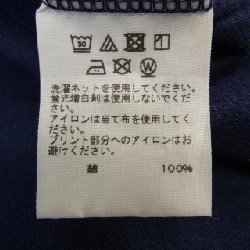 30
洗濯ネットを使用してください。
蛍光増白剤は使用しないでくだ
さい。
アイロンは当て布を使用してく
ださい。
プリント部分へのアイロンはお
避けください。
綿 100%